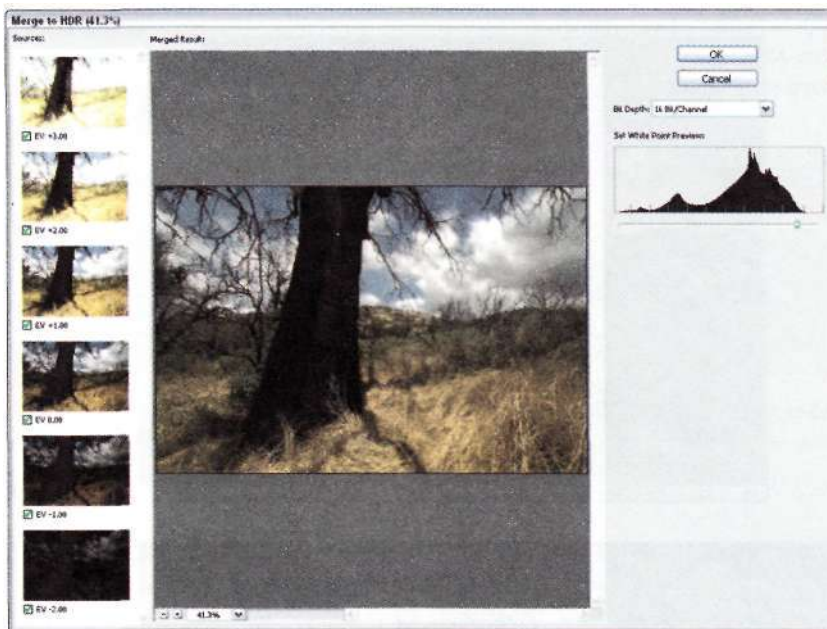 Merge to HDR (41.3%)
Sources:
Merged Result:
EV +3.00
EV +2.00
EV +1.00
EV 0.00
EV -1.00
EV -2.00
41.3%
OK
Cancel
Bit Depth: 16 Bit/Channel
Set White Point Preview: